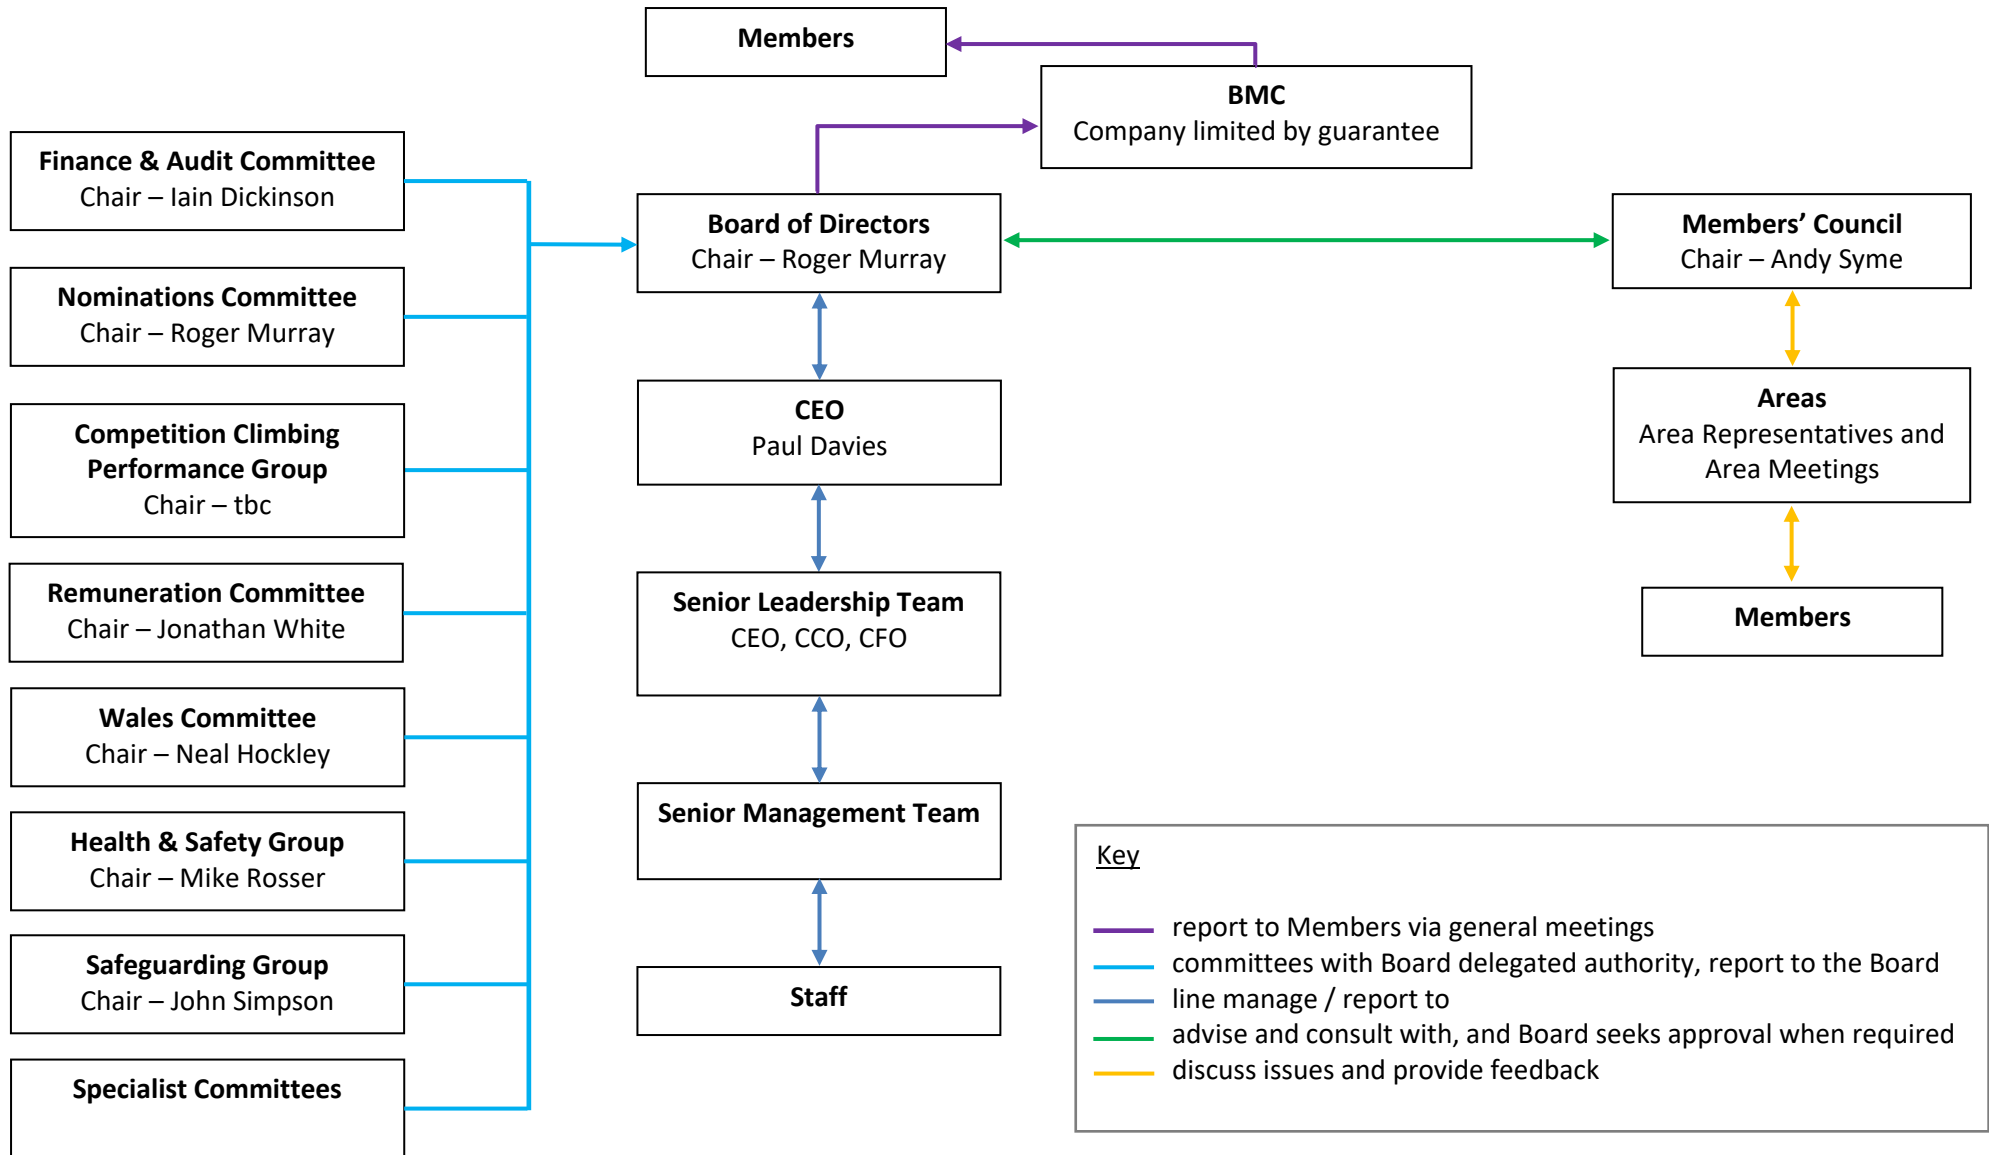 Members
BMC
Company limited by guarantee
Finance & Audit Committee
Chair – Iain Dickinson
Nominations Committee
Chair – Roger Murray
Competition Climbing
Performance Group
Chair – tbc
Remuneration Committee
Chair – Jonathan White
Wales Committee
Chair – Neal Hockley
Health & Safety Group
Chair – Mike Rosser
Safeguarding Group
Chair – John Simpson
Specialist Committees
Board of Directors
Chair – Roger Murray
CEO
Paul Davies
Senior Leadership Team
CEO, CCO, CFO
Senior Management Team
Staff
Members’ Council
Chair – Andy Syme
Areas
Area Representatives and
Area Meetings
Members
Key
report to Members via general meetings
committees with Board delegated authority, report to the Board
line manage / report to
advise and consult with, and Board seeks approval when required
discuss issues and provide feedback